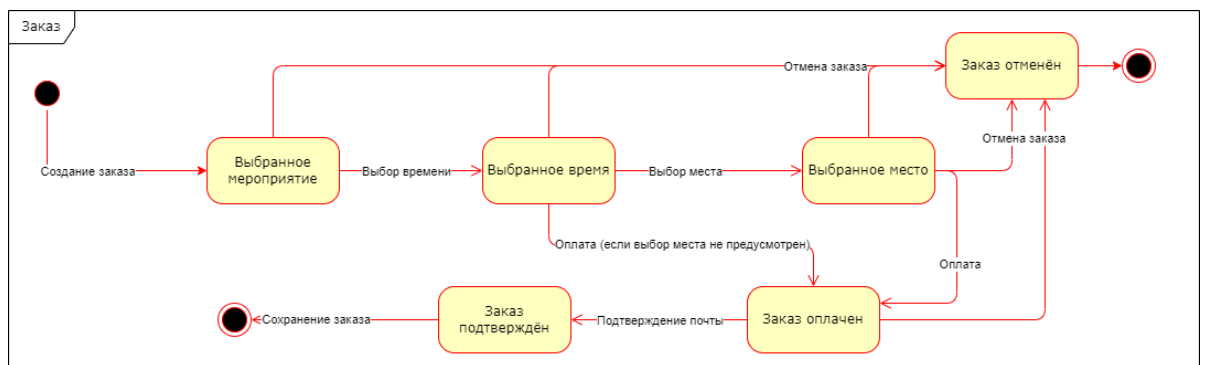 Заказ
Отмена заказа
Заказ отменён
Отмена заказа
Создание заказа
Выбранное
мероприятие
Выбор времени
Выбранное время
Выбор места
Выбранное место
Оплата (если выбор места не предусмотрен)
Оплата
Сохранение заказа
Заказ
подтверждён
Подтверждение почты
Заказ оплачен